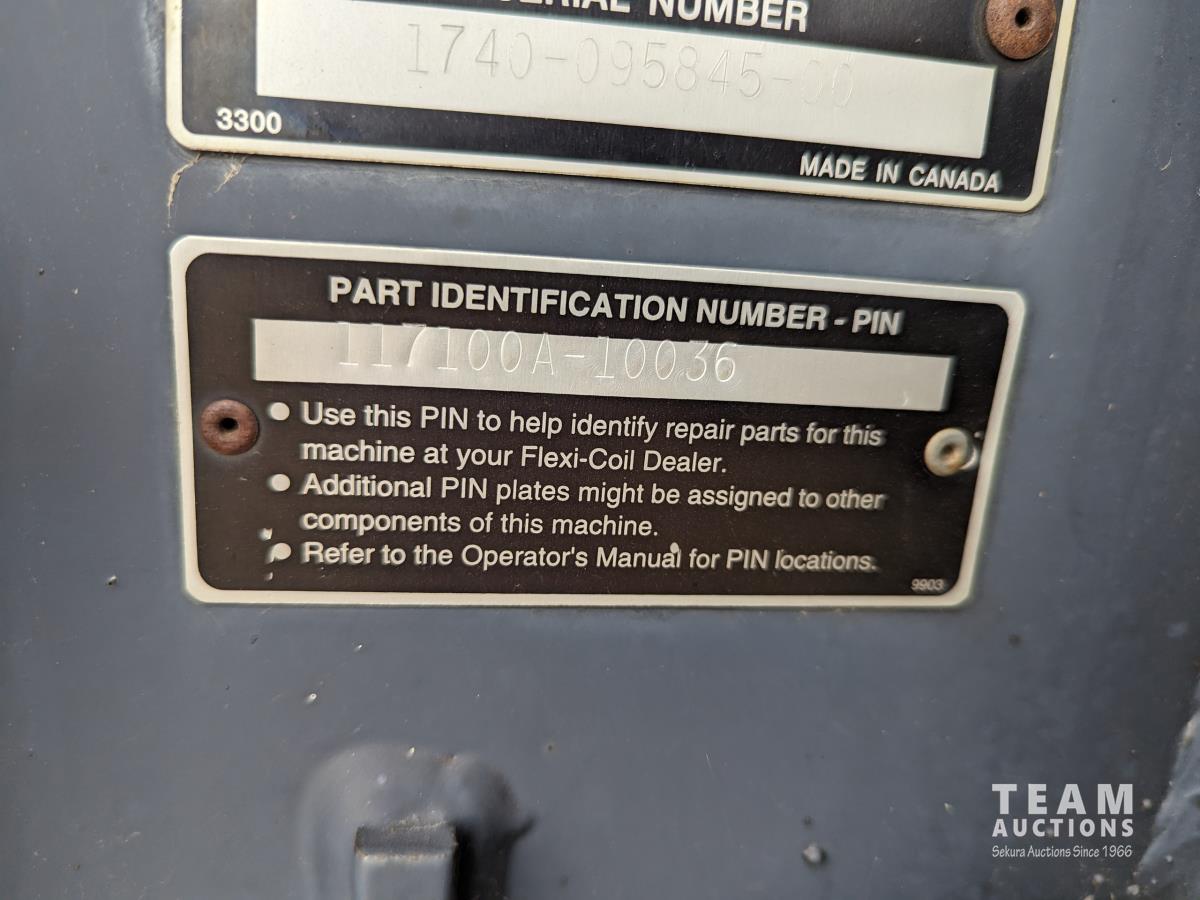 SERIAL NUMBER
1740-095845-00
3300
MADE IN CANADA
PART IDENTIFICATION NUMBER - PIN
117100A-10036
● Use this PIN to help identify repair parts for this
machine at your Flexi-Coil Dealer.
● Additional PIN plates might be assigned to other
components of this machine.
● Refer to the Operator's Manual for PIN locations.
9903
TEAM
AUCTIONS
Sekura Auctions Since 1966